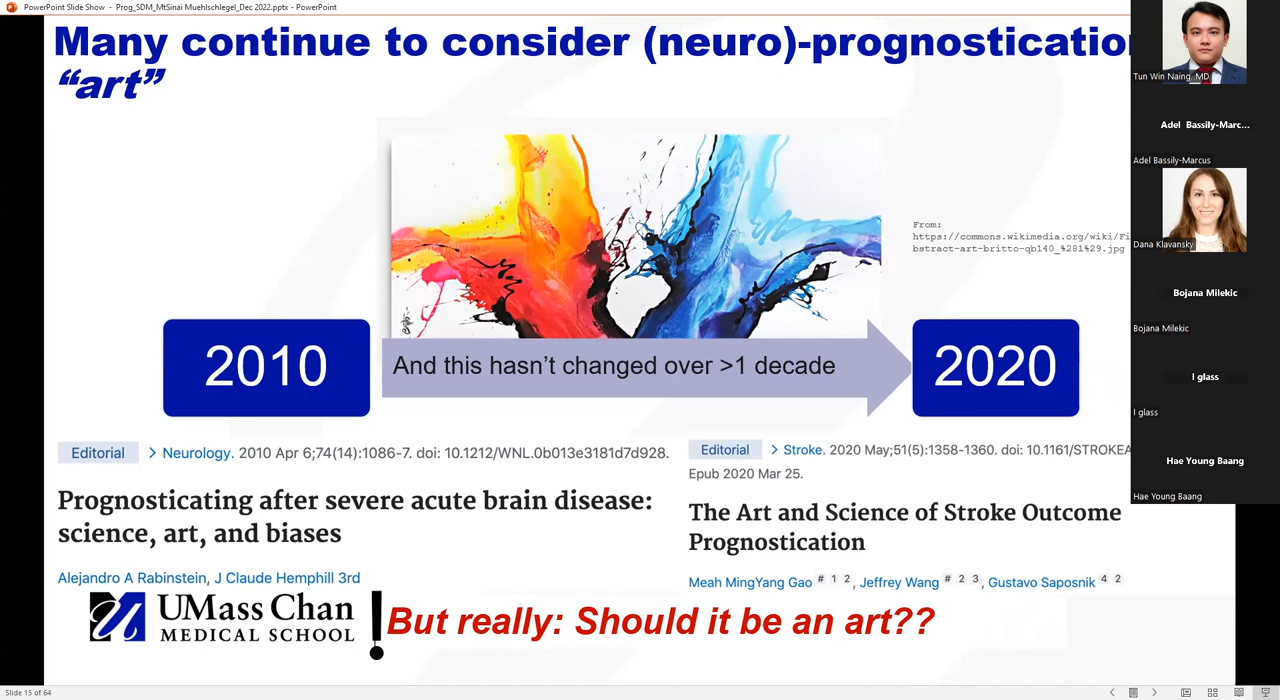 PowerPoint Slide Show - Prog_SDM_MtSinai Muehlschlegel_Dec 2022.pptx - PowerPoint
Many continue to consider (neuro)-prognosticatio
“art”
From:
https://commons.wikimedia.org/wiki/Fi
bstract-art-britto-qb140_%281%29.jpg
2010
And this hasn’t changed over >1 decade
2020
Editorial > Neurology. 2010 Apr 6;74(14):1086-7. doi: 10.1212/WNL.0b013e3181d7d928.
Prognosticating after severe acute brain disease:
science, art, and biases
Alejandro A Rabinstein, J Claude Hemphill 3rd
Editorial > Stroke. 2020 May;51(5):1358-1360. doi: 10.1161/STROKEA
Epub 2020 Mar 25.
The Art and Science of Stroke Outcome
Prognostication
Meah MingYang Gao # 1 2, Jeffrey Wang # 2 3, Gustavo Saposnik 4 2
UMass Chan
MEDICAL SCHOOL
But really: Should it be an art??
Tun Win Naing, MD
Adel Bassily-Marc...
Adel Bassily-Marcus
Dana Klavansky
Bojana Milekic
Bojana Milekic
I glass
I glass
Hae Young Baang
Hae Young Baang
Slide 15 of 64